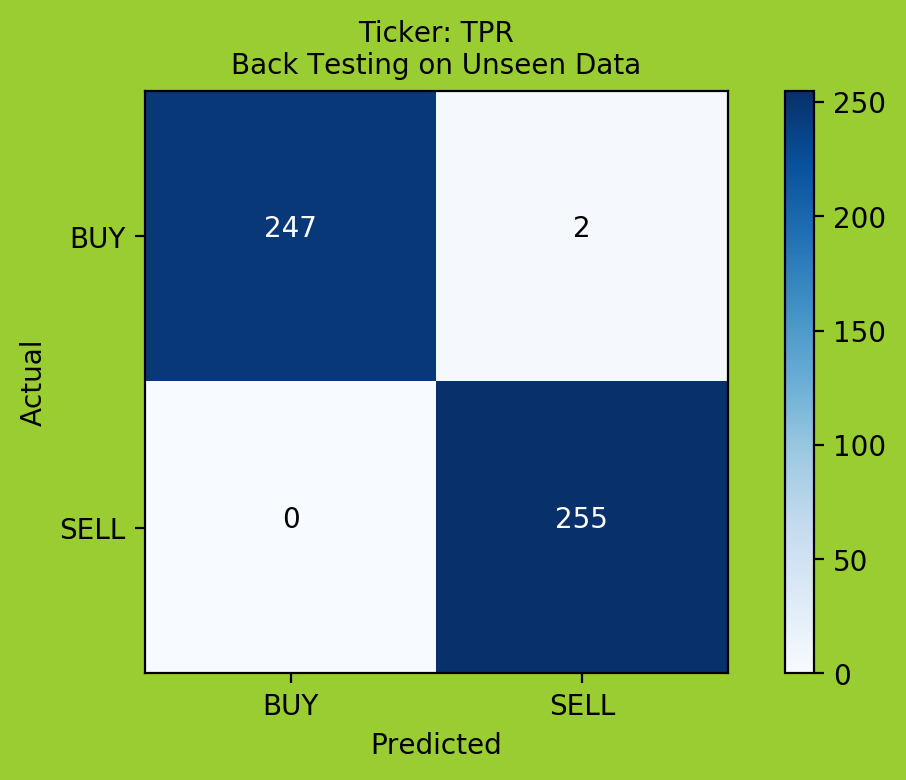 Ticker: TPR
Back Testing on Unseen Data
Actual
BUY
247
2
SELL
0
255
BUY
SELL
Predicted
250
200
150
100
50
0